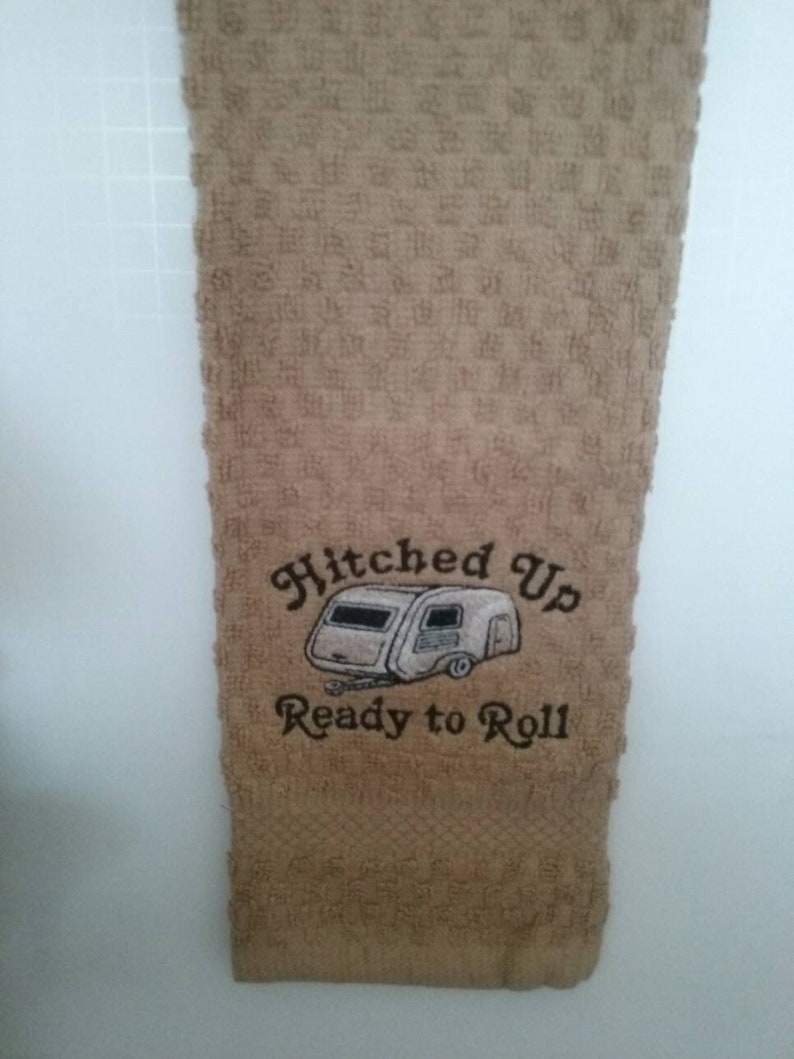 Hitched Up
Ready to Roll